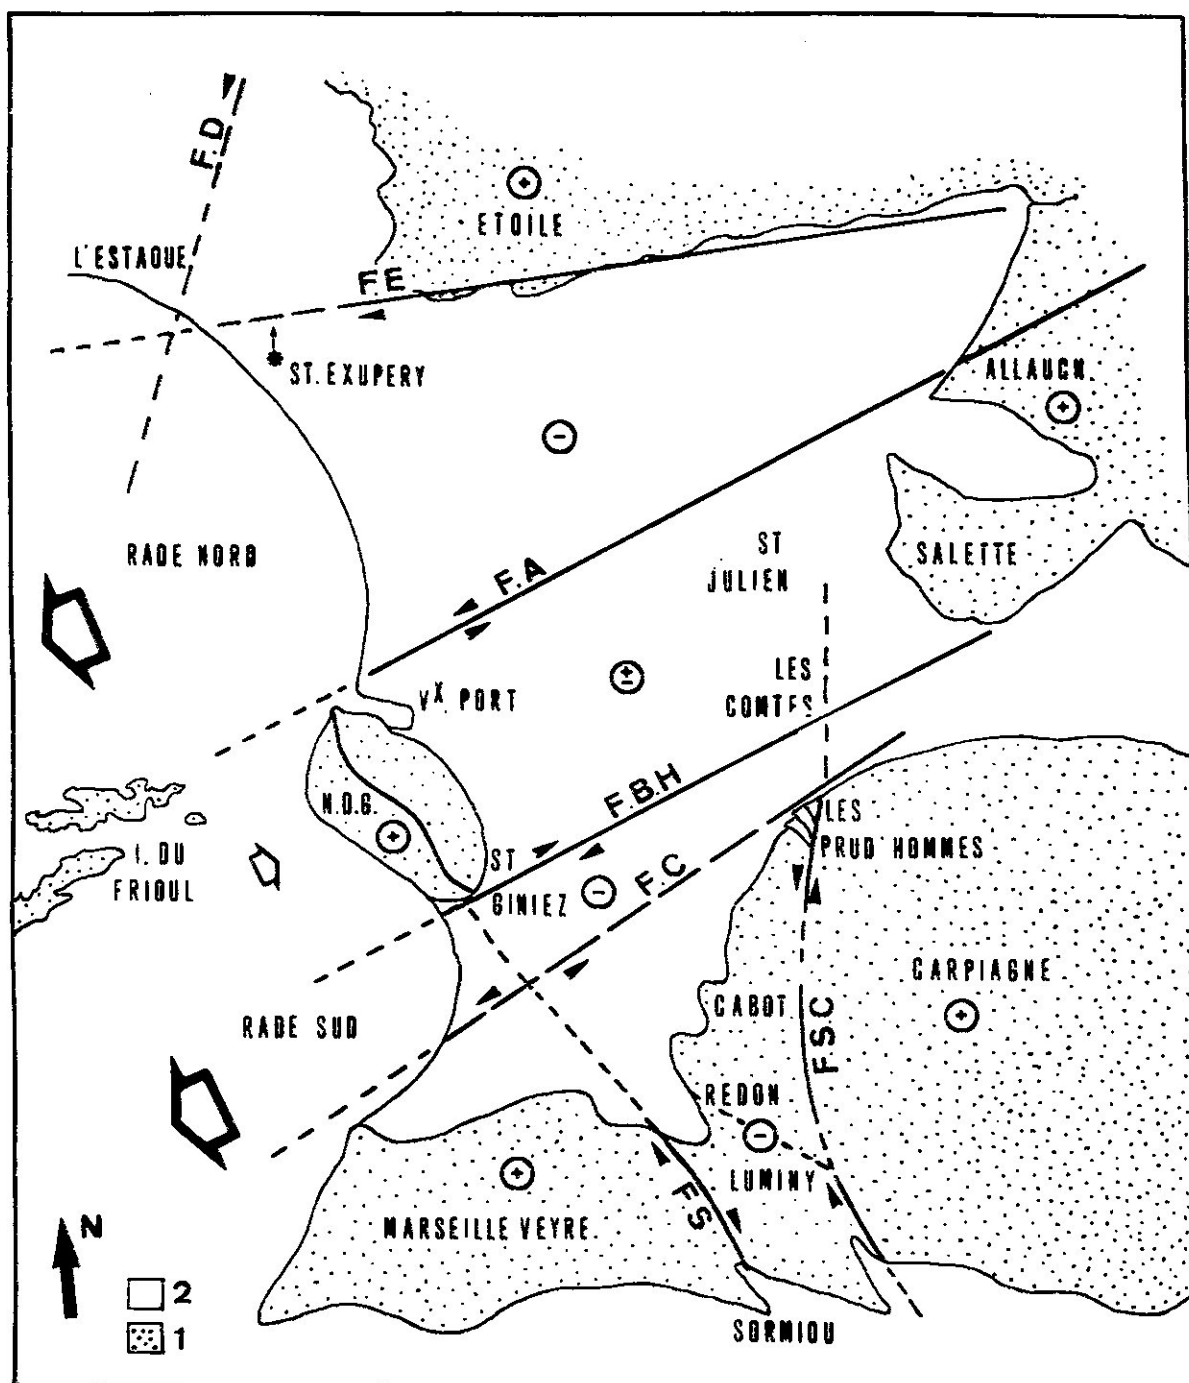 F.D
ETOILE
L'ESTAQUE
F E
ST. EXUPERY
ALLAUCH
RADE NORD
ST
JULIEN
SALETTE
F.A
LES
COMTES
VX. PORT
N.D.G.
F.B.H
LES
PRUD'HOMMES
I. DU
FRIOUL
ST
GINIEZ
F.C
CARPIAGNE
RADE SUD
CABOT
FSC
REDON
LUMINY
FS
MARSEILLE VEYRE
N
2
1
SORMIOU